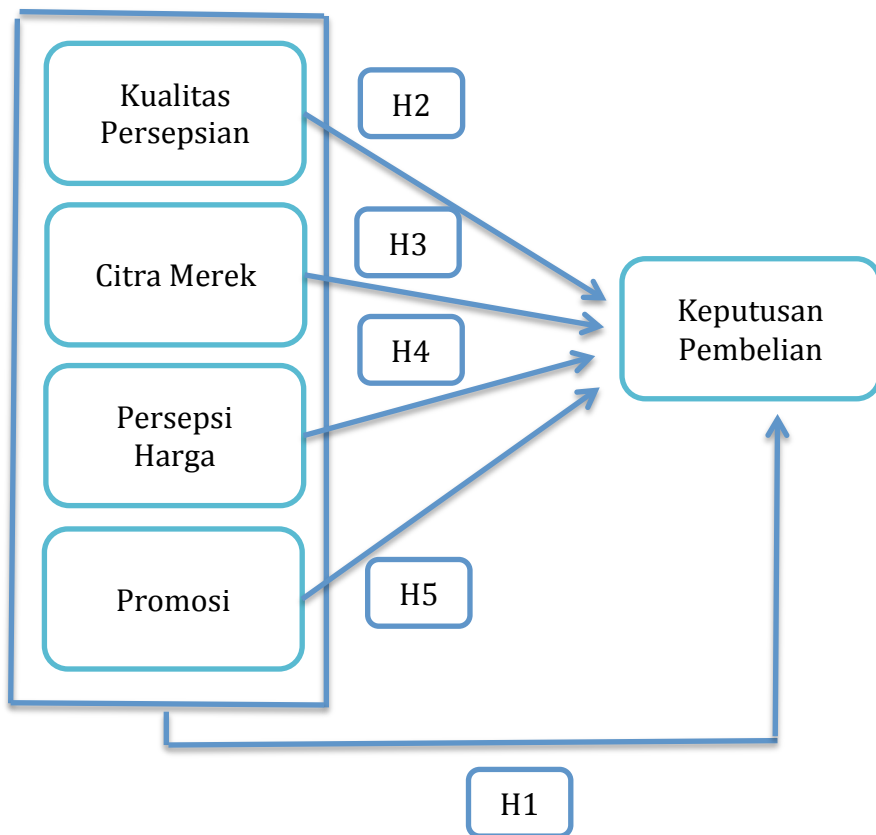 Kualitas
Persepsian
H2
Citra Merek
H3
Keputusan
Pembelian
H4
Persepsi
Harga
Promosi
H5
H1